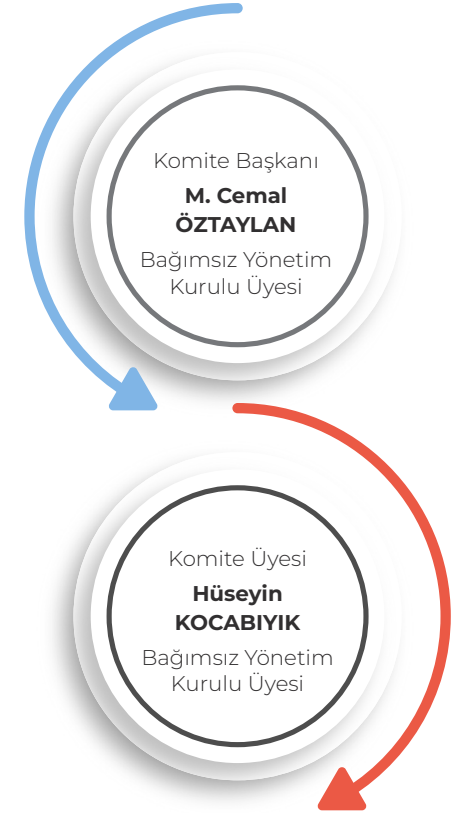 Komite Başkanı
M. Cemal
ÖZTAYLAN
Bağımsız Yönetim
Kurulu Üyesi
Komite Üyesi
Hüseyin
KOCABIYIK
Bağımsız Yönetim
Kurulu Üyesi